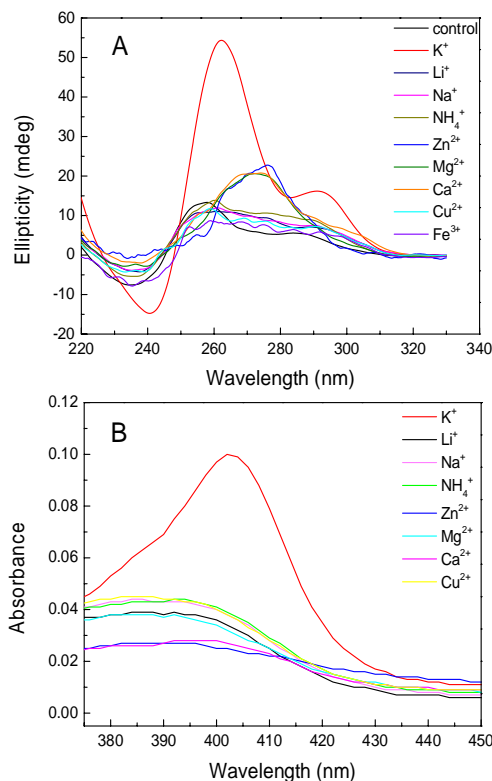 A
control
K⁺
Li⁺
Na⁺
NH₄⁺
Zn²⁺
Mg²⁺
Ca²⁺
Cu²⁺
Fe³⁺
Ellipticity (mdeg)
60
50
40
30
20
10
0
-10
-20
220 240 260 280 300 320 340
Wavelength (nm)
B
K⁺
Li⁺
Na⁺
NH₄⁺
Zn²⁺
Mg²⁺
Ca²⁺
Cu²⁺
Absorbance
0.12
0.10
0.08
0.06
0.04
0.02
0.00
380 390 400 410 420 430 440 450
Wavelength (nm)